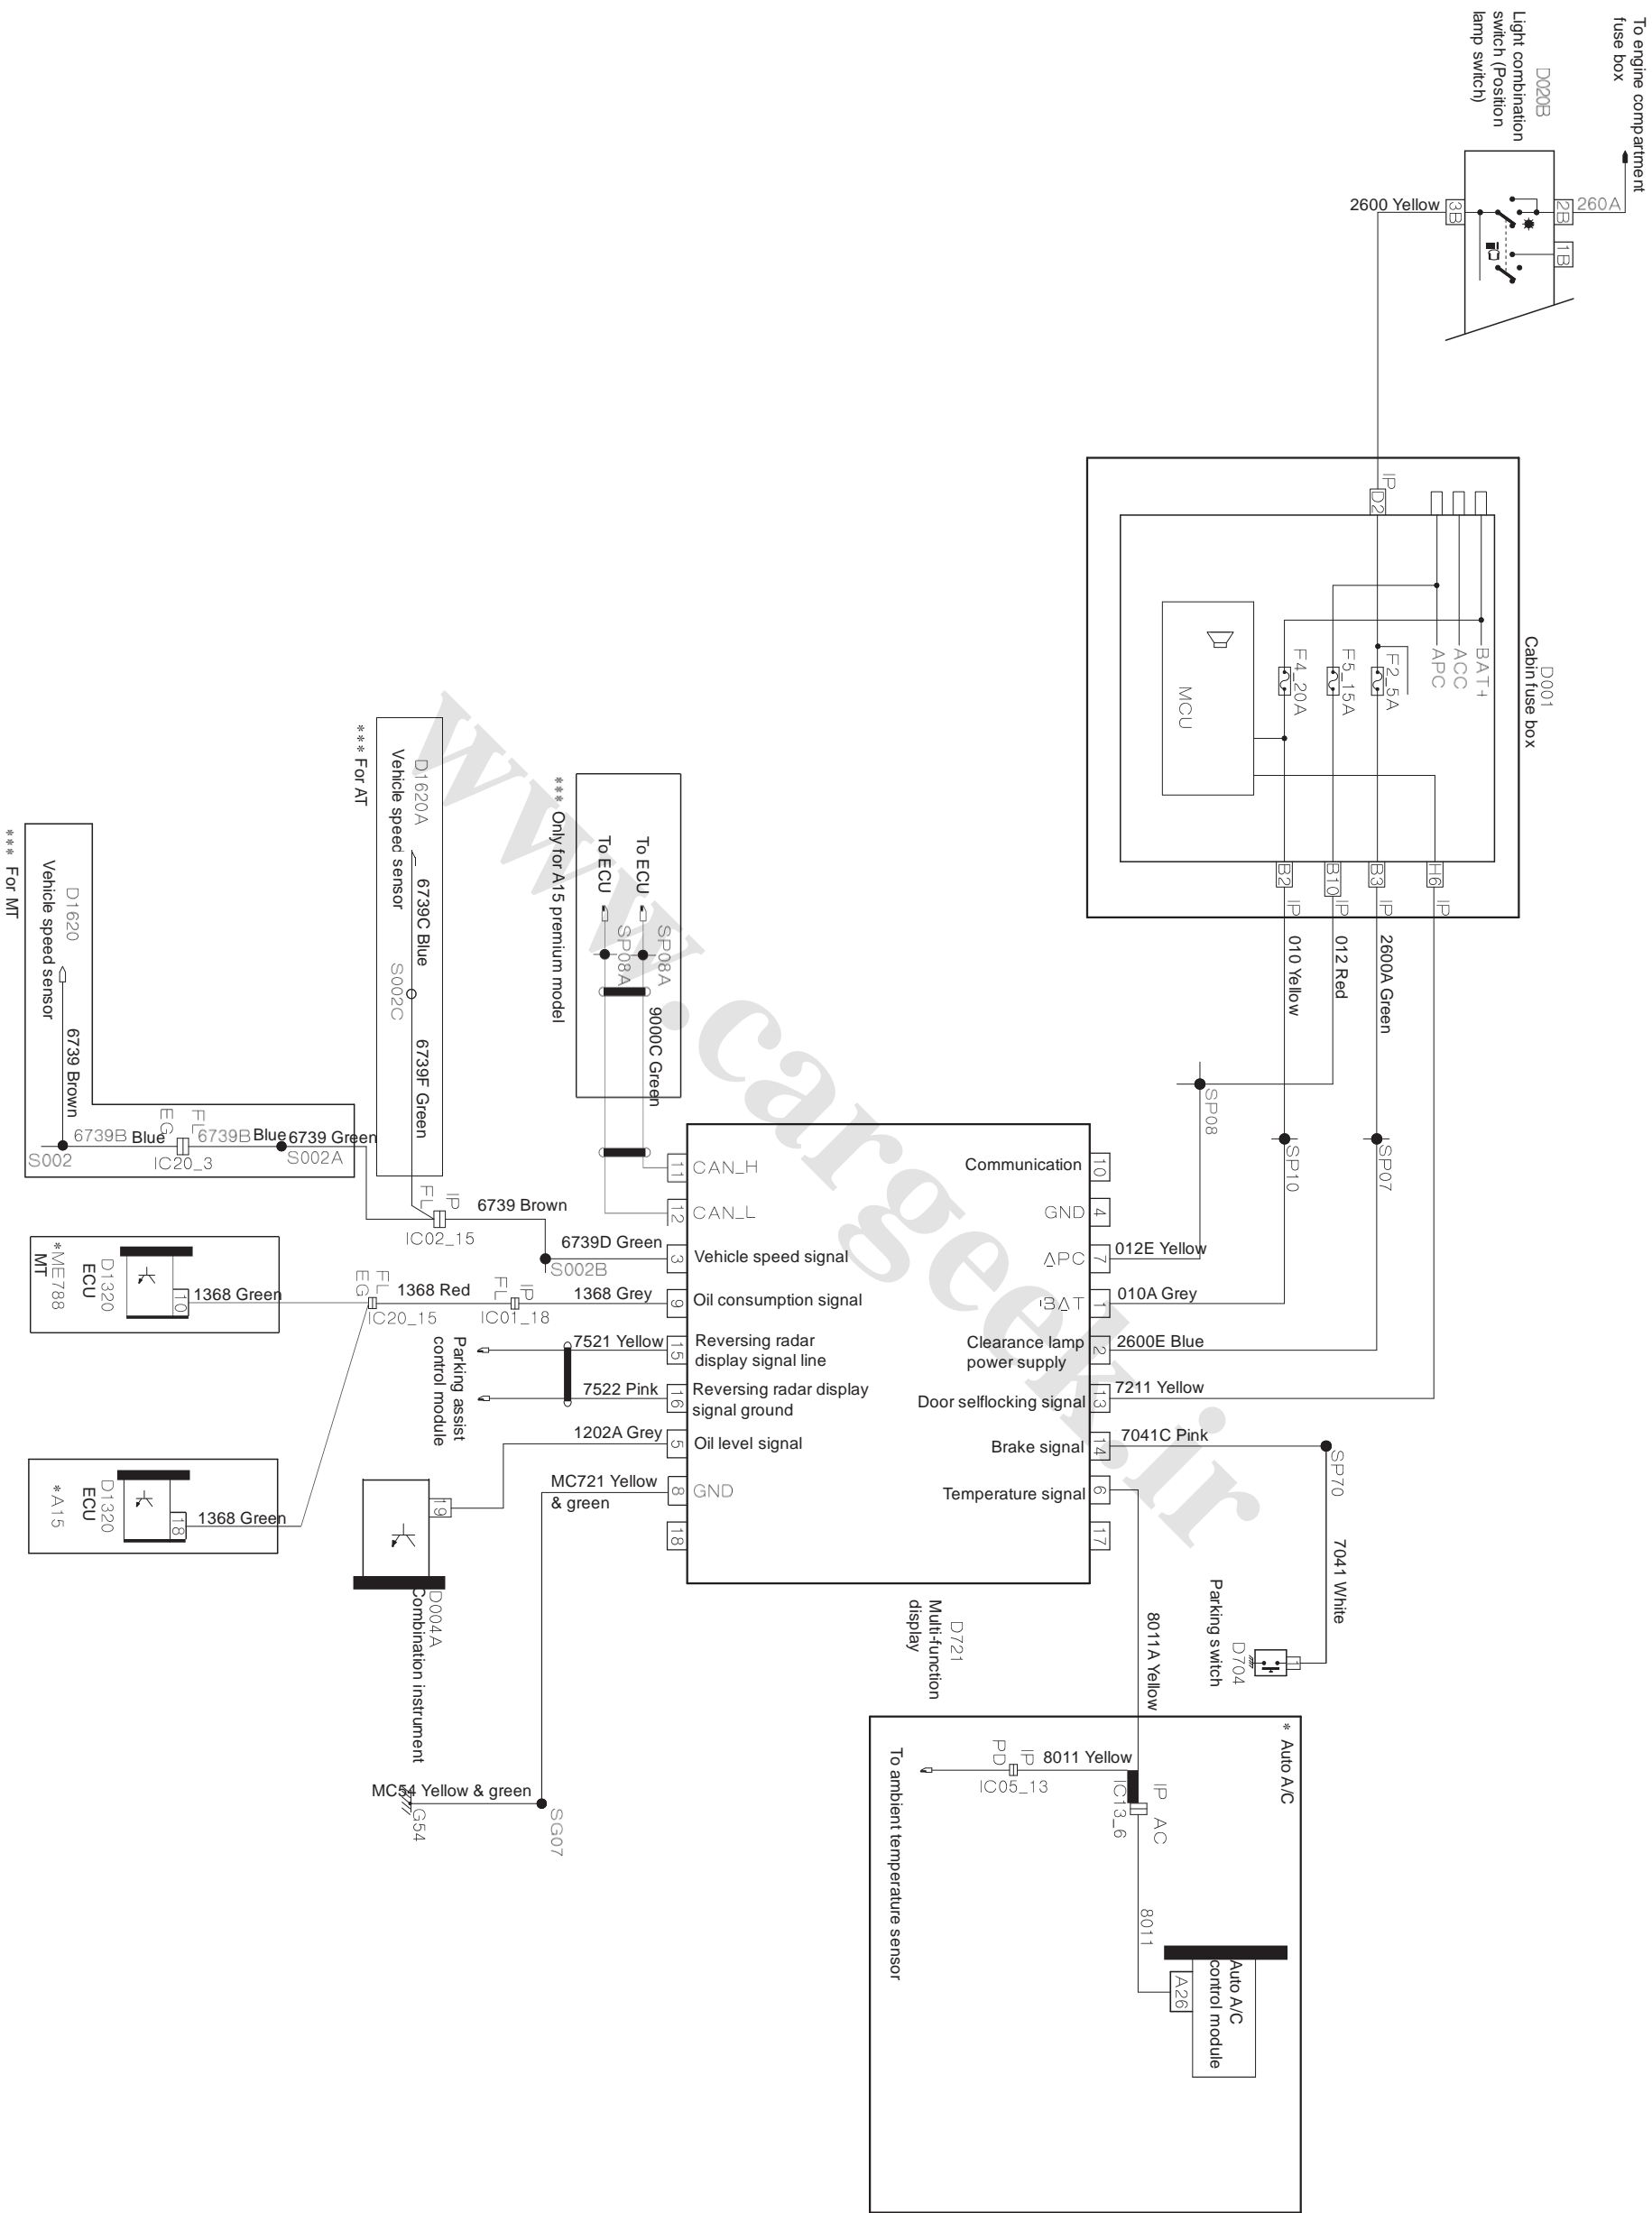 To engine compartment
fuse box
D020B
Light combination
switch (Position
lamp switch)
260A
2B
1B
3B
2600 Yellow
D001
Cabin fuse box
IP
D2
BAT+
ACC
APC
F2_5A
F5_15A
F4_20A
MCU
B2
B10
B3
H6
IP
IP
IP
IP
010 Yellow
012 Red
2600A Green
SP08
SP10
SP07
D1620A
Vehicle speed sensor
6739C Blue
S002C
6739F Green
*** For AT
To ECU
To ECU
SP08A
SP08A
9000C Green
*** Only for A15 premium model
D1620
Vehicle speed sensor
6739 Brown
*** For MT
S002
6739B Blue
EG
FL
IC20_3
6739B Blue
6739 Green
S002A
FL
IP
IC02_15
6739 Brown
6739D Green
S002B
11
CAN_H
12
CAN_L
3
Vehicle speed signal
9
Oil consumption signal
15
Reversing radar
display signal line
16
Reversing radar display
signal ground
5
Oil level signal
8
GND
18
Communication
10
GND
4
APC
7
012E Yellow
BAT
1
010A Grey
Clearance lamp
power supply
2
2600E Blue
Door selflocking signal
13
7211 Yellow
Brake signal
14
7041C Pink
Temperature signal
6
17
D721
Multi-function
display
*ME788
MT
D1320
ECU
10
1368 Green
EG
FL
IC20_15
1368 Red
FL
IP
IC01_18
1368 Grey
7521 Yellow
7522 Pink
Parking assist
control module
*A15
D1320
ECU
18
1368 Green
1202A Grey
19
D004A
Combination instrument
MC721 Yellow
& green
MC54 Yellow & green
G54
SG07
SP70
7041 White
Parking switch
D704
1
8011A Yellow
* Auto A/C
8011 Yellow
PD
IP
IC05_13
To ambient temperature sensor
IP
AC
IC13_6
8011
A26
Auto A/C
control module
www.cargeek.ir